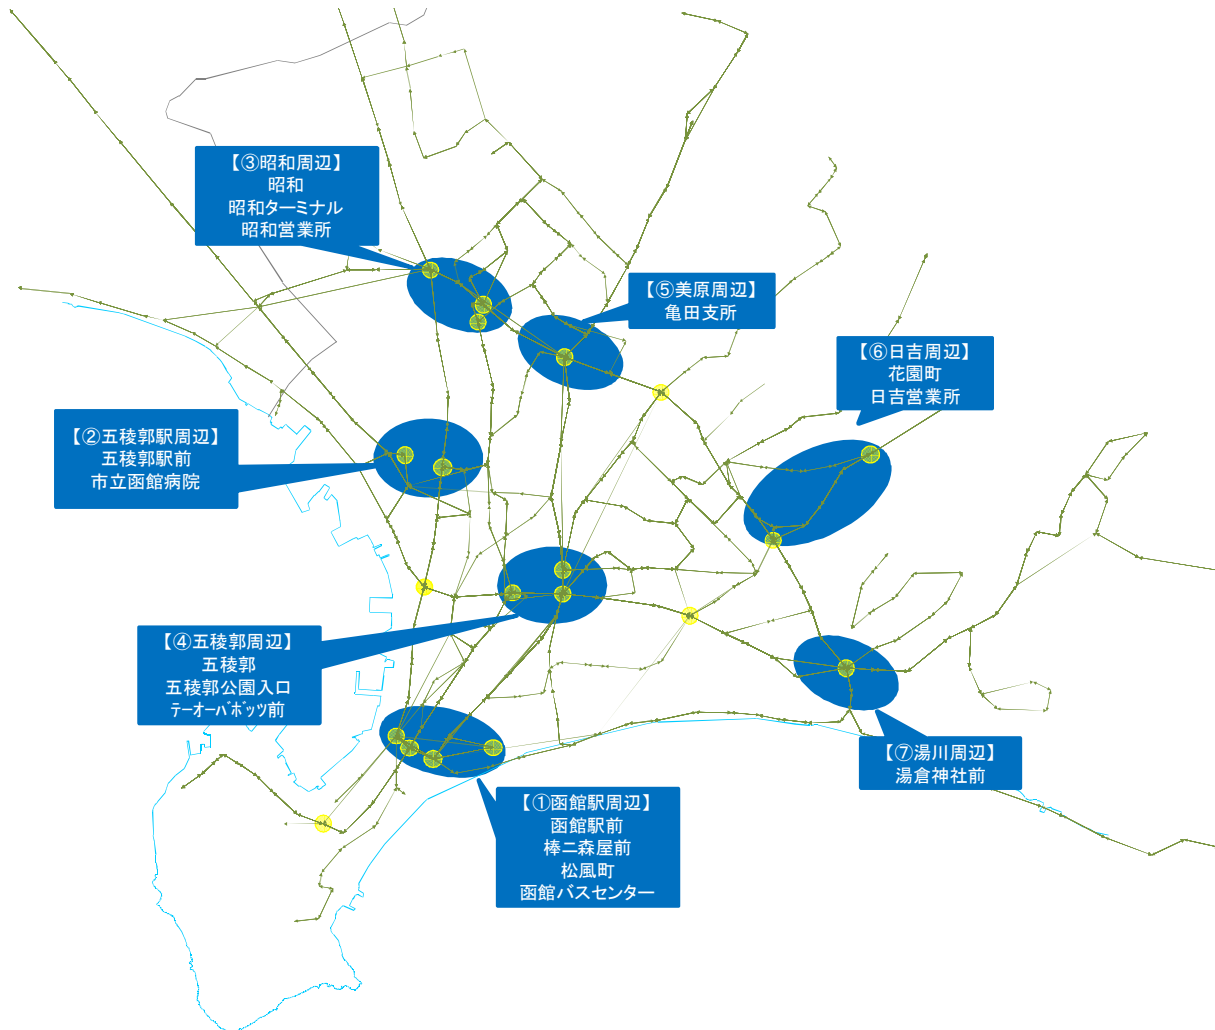 【③昭和周辺】
昭和
昭和ターミナル
昭和営業所
【⑤美原周辺】
亀田支所
【⑥日吉周辺】
花園町
日吉営業所
【②五稜郭駅周辺】
五稜郭駅前
市立函館病院
【④五稜郭周辺】
五稜郭
五稜郭公園入口
テーオーハ゛ホ゛ッツ前
【⑦湯川周辺】
湯倉神社前
【①函館駅周辺】
函館駅前
棒二森屋前
松風町
函館バスセンター